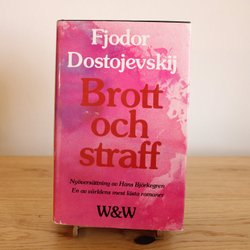 Fjodor
Dostojevskij
Brott
och
straff
Nyöversättning av Hans Björkegren
En av världens mest lästa romaner
W&W